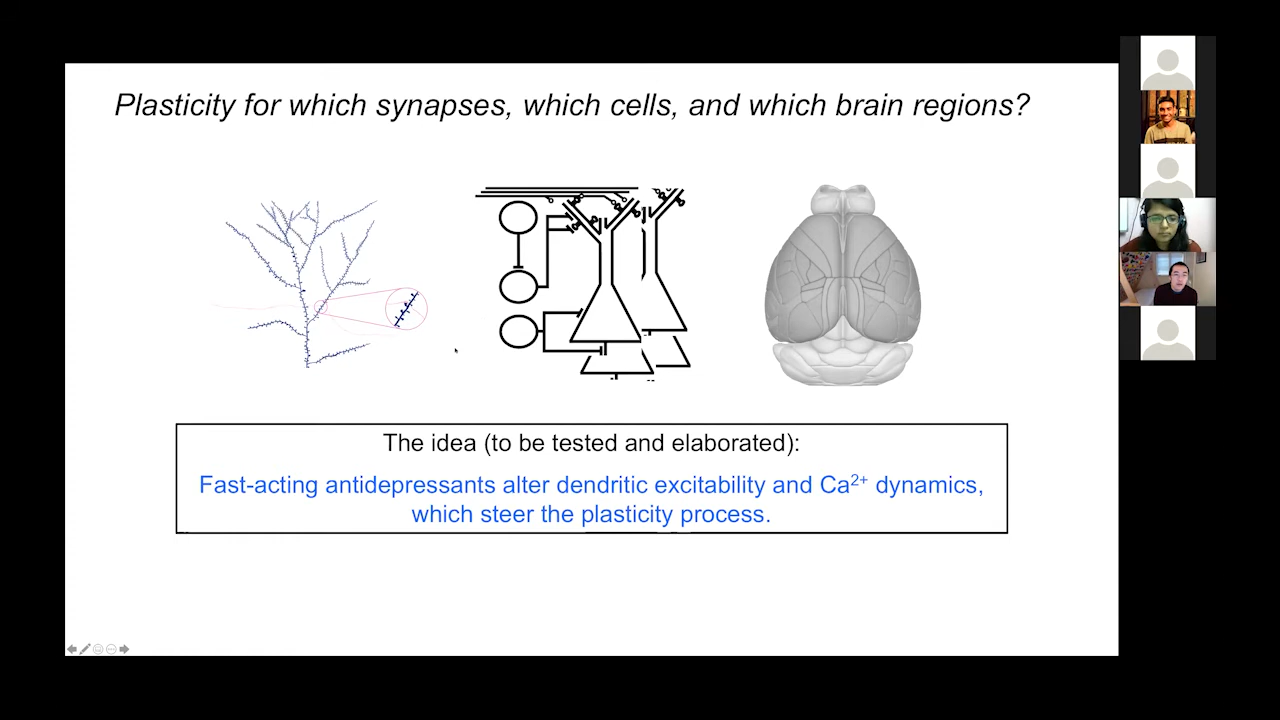 Plasticity for which synapses, which cells, and which brain regions?
The idea (to be tested and elaborated):
Fast-acting antidepressants alter dendritic excitability and Ca²⁺ dynamics,
which steer the plasticity process.